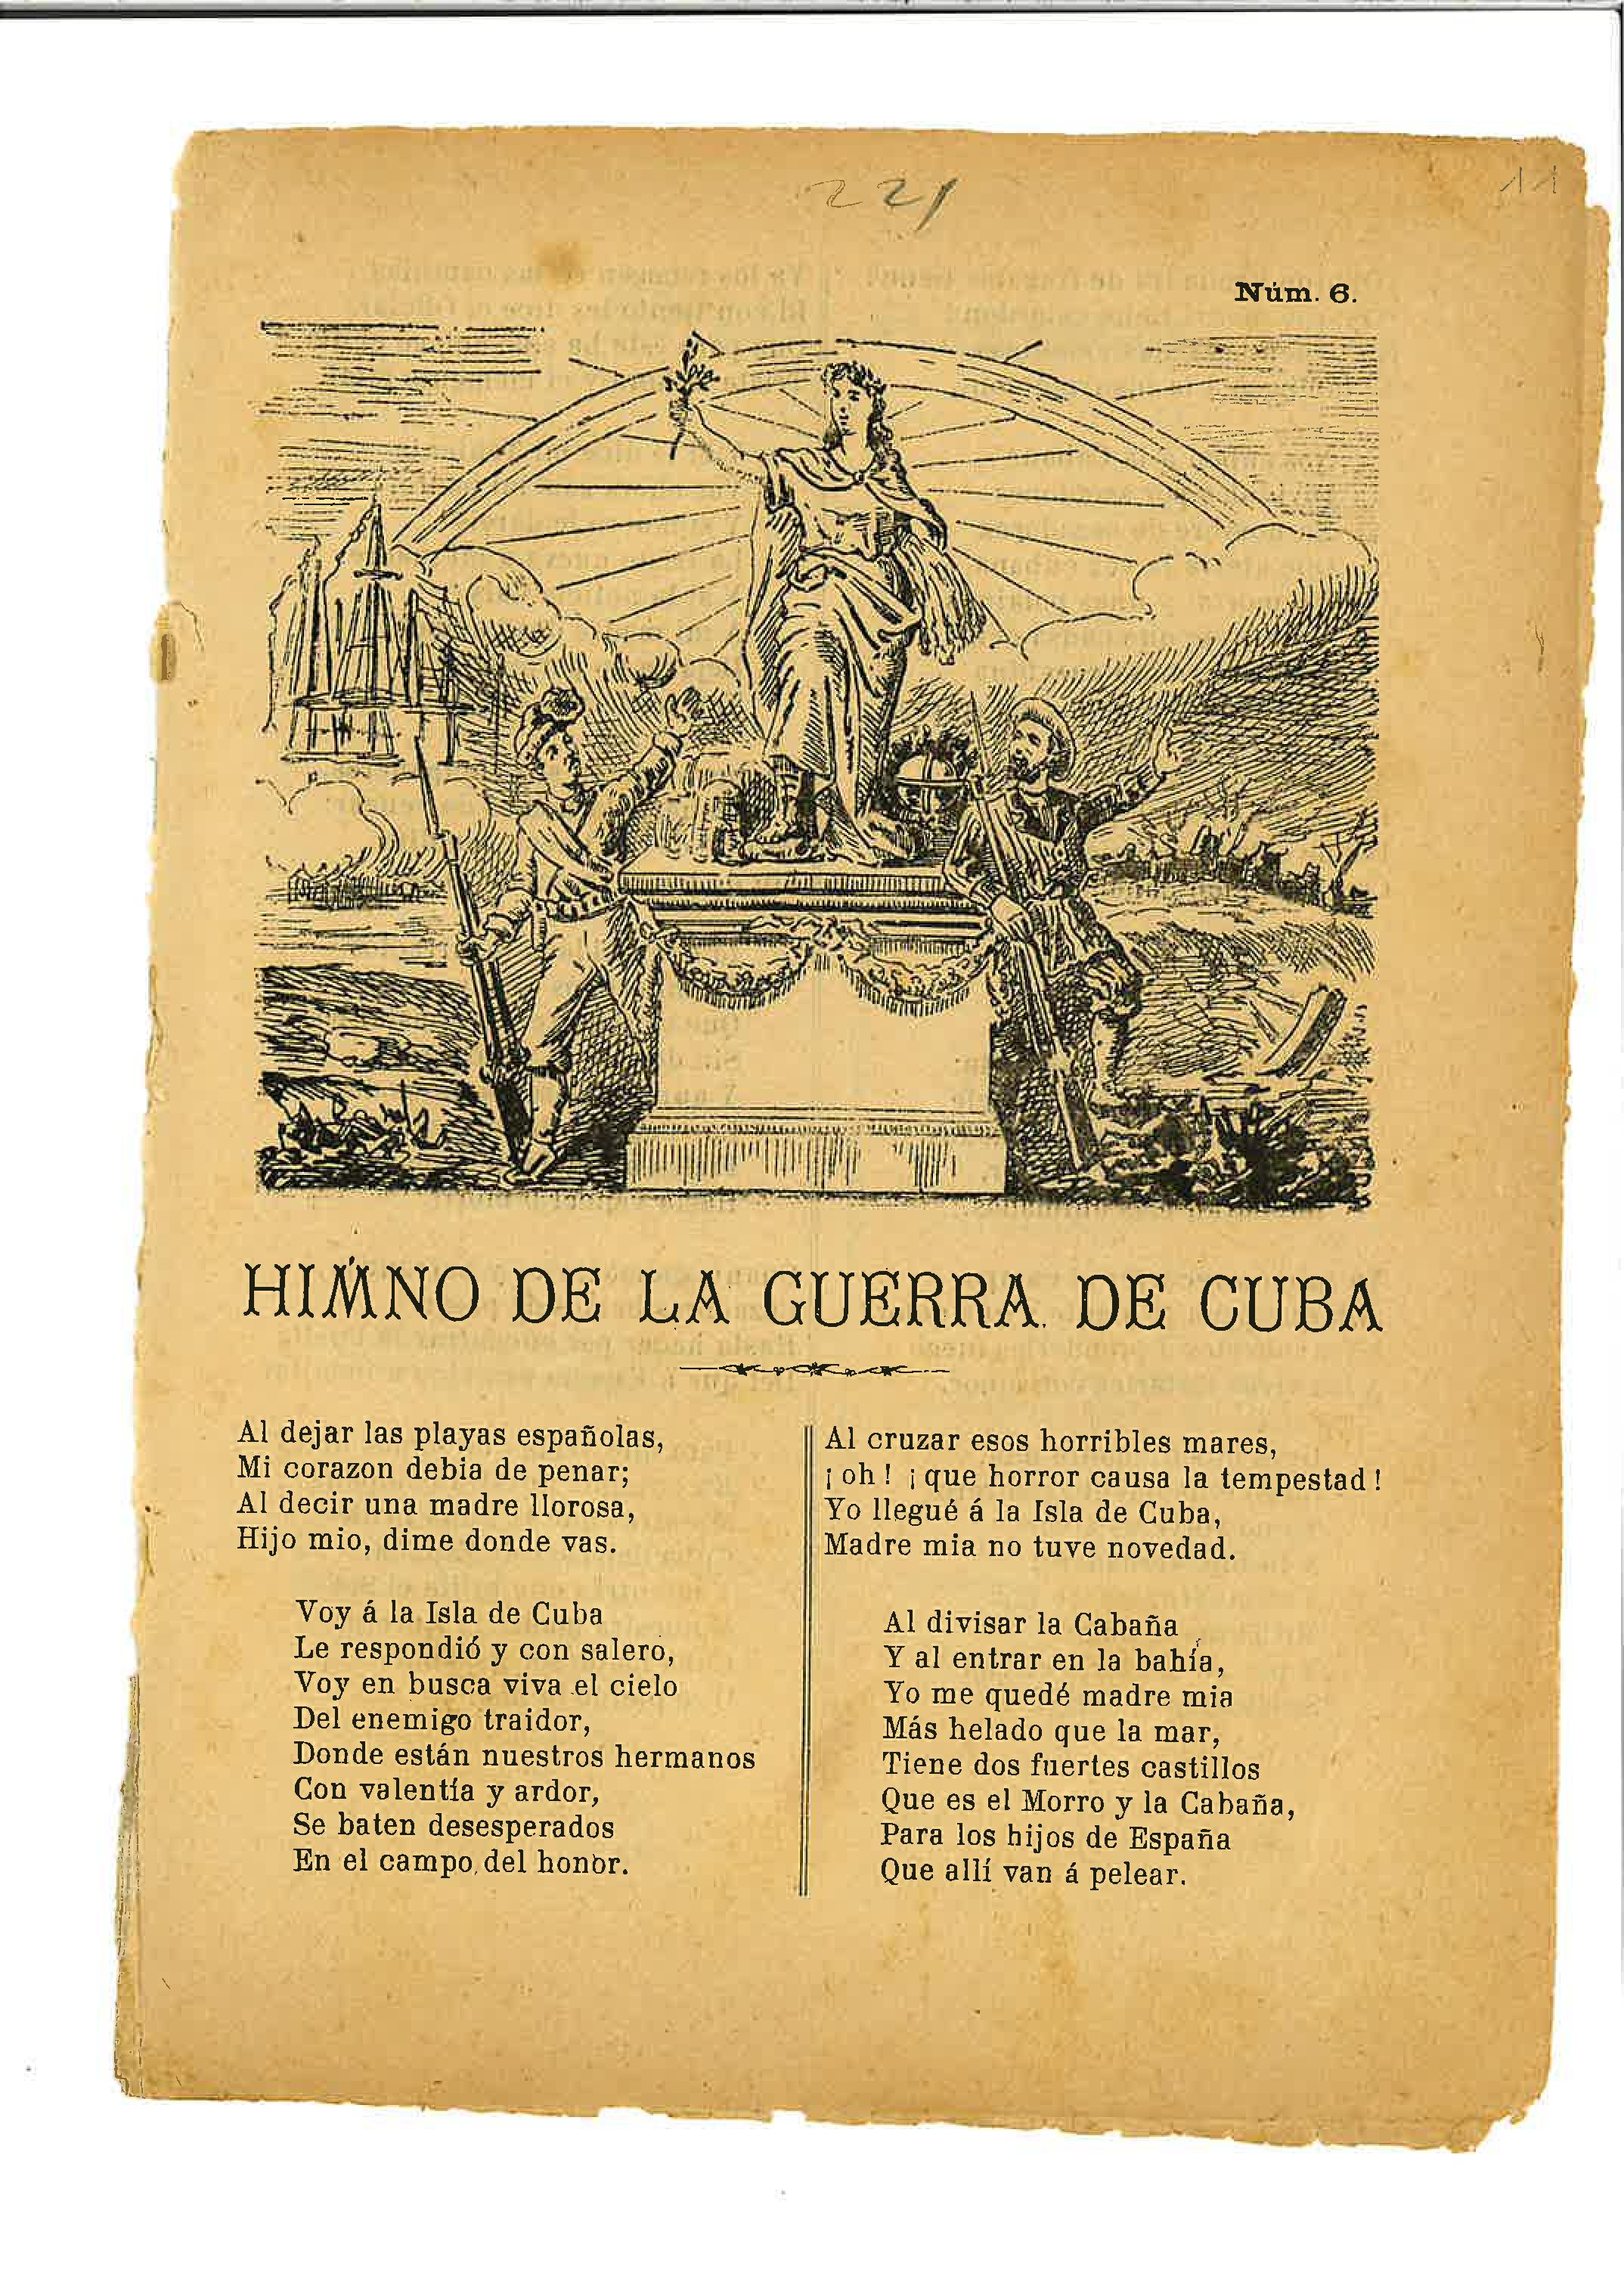 221
11
Núm. 6.
HIMNO DE LA GUERRA DE CUBA
Al dejar las playas españolas,
Mi corazon debia de penar;
Al decir una madre llorosa,
Hijo mio, dime donde vas.
Voy á la Isla de Cuba
Le respondió y con salero,
Voy en busca viva el cielo
Del enemigo traidor,
Donde están nuestros hermanos
Con valentía y ardor,
Se baten desesperados
En el campo del honor.
Al cruzar esos horribles mares,
¡oh! ¡que horror causa la tempestad!
Yo llegué á la Isla de Cuba,
Madre mia no tuve novedad.
Al divisar la Cabaña
Y al entrar en la bahía,
Yo me quedé madre mia
Más helado que la mar,
Tiene dos fuertes castillos
Que es el Morro y la Cabaña,
Para los hijos de España
Que allí van á pelear.